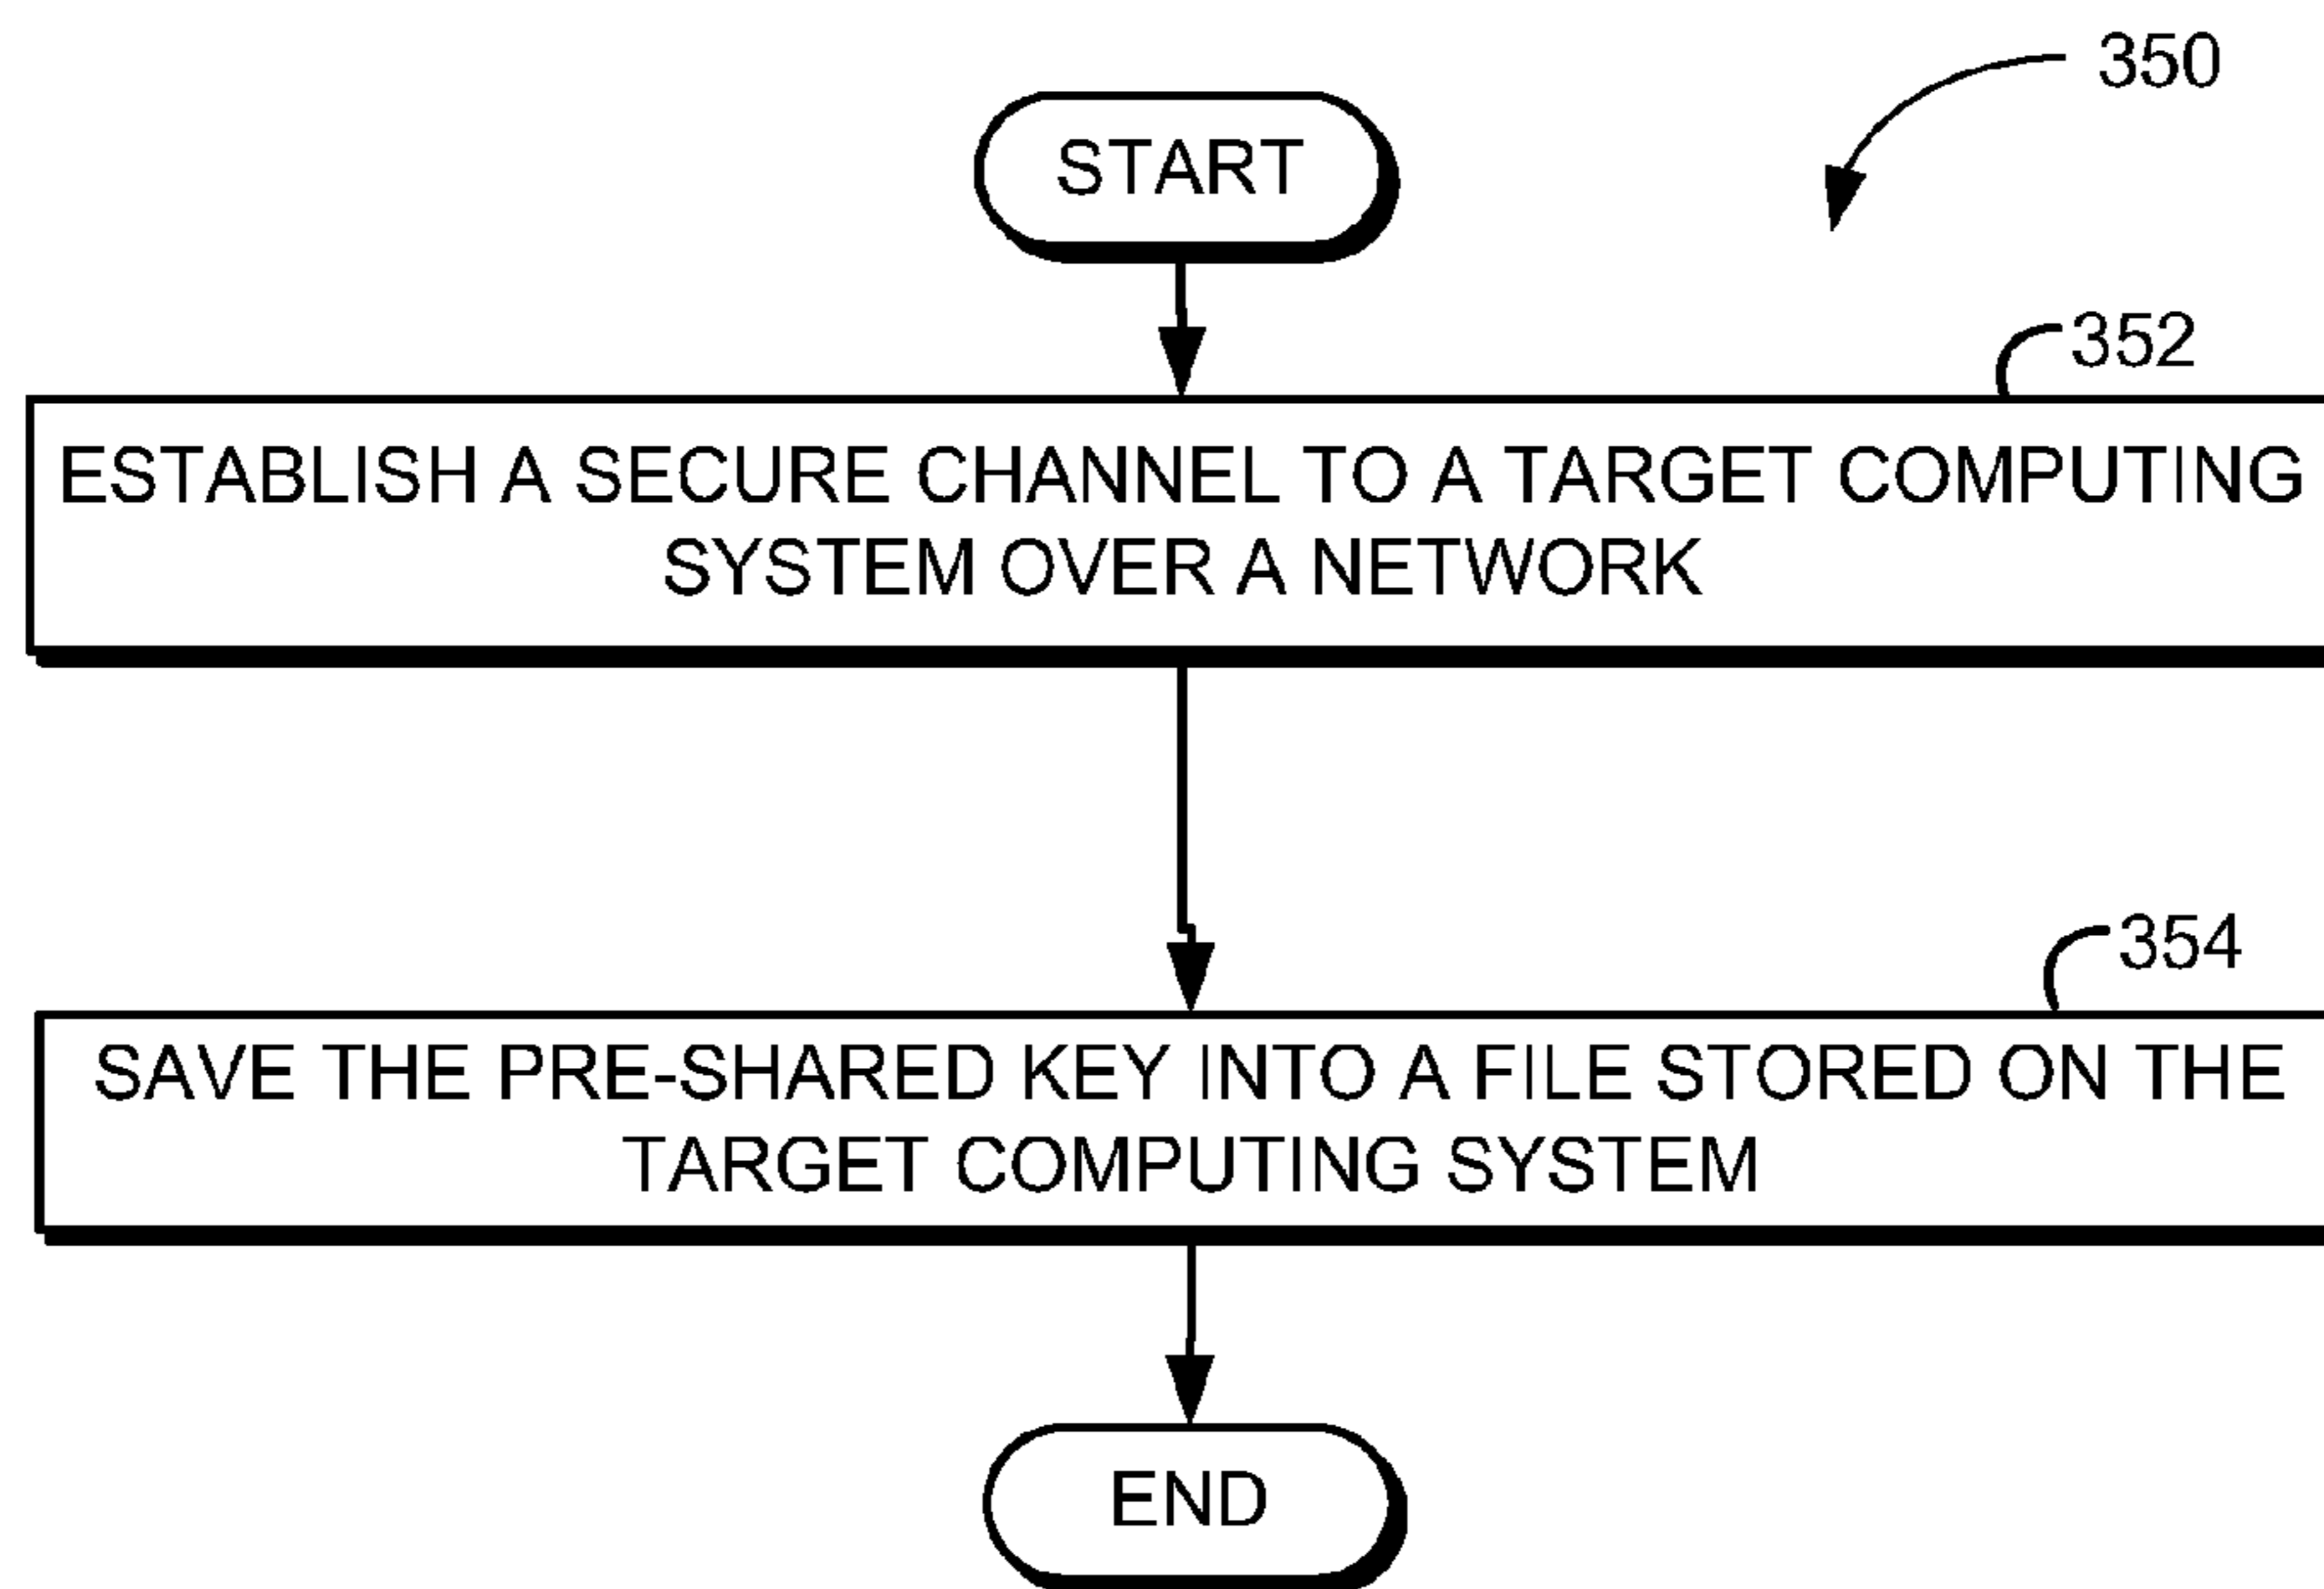 350
START
352
ESTABLISH A SECURE CHANNEL TO A TARGET COMPUTING
SYSTEM OVER A NETWORK
354
SAVE THE PRE-SHARED KEY INTO A FILE STORED ON THE
TARGET COMPUTING SYSTEM
END